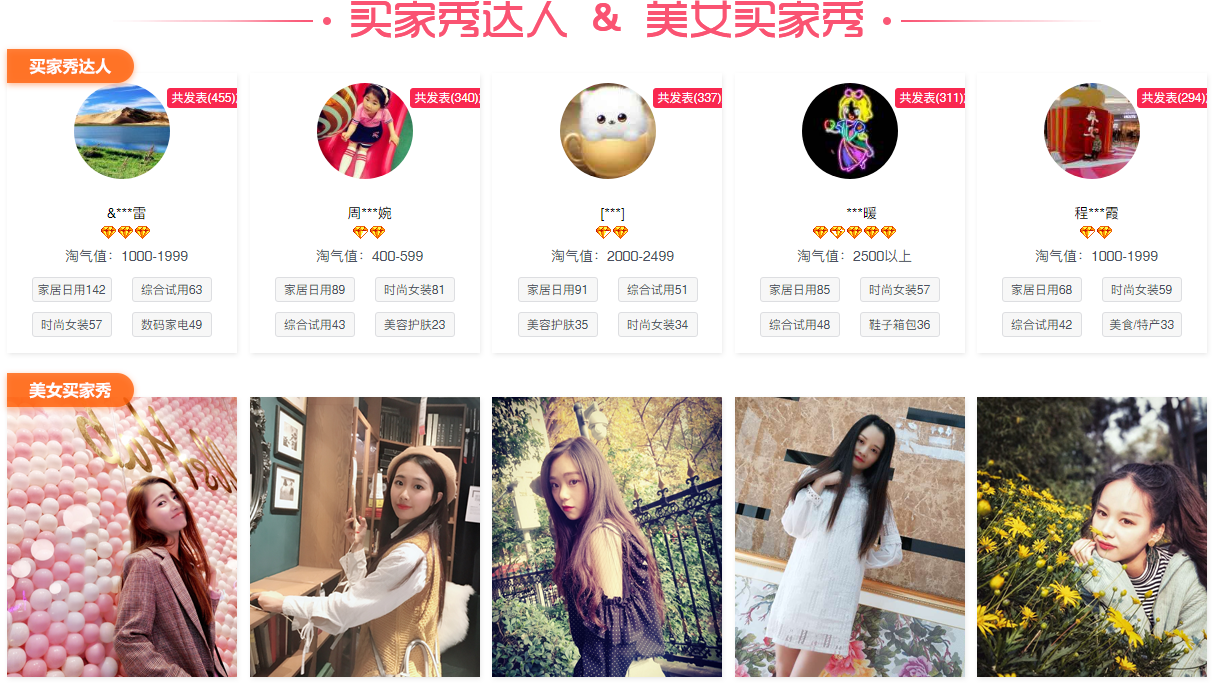 买家秀达人 & 美女买家秀
买家秀达人
共发表(455)
共发表(340)
共发表(337)
共发表(311)
共发表(294)
&***雷
周***婉
[***]
***暖
程***霞
淘气值：1000-1999
淘气值：400-599
淘气值：2000-2499
淘气值：2500以上
淘气值：1000-1999
家居日用142 综合试用63
家居日用89 时尚女装81
家居日用91 综合试用51
家居日用85 时尚女装57
家居日用68 时尚女装59
时尚女装57 数码家电49
综合试用43 美容护肤23
美容护肤35 时尚女装34
综合试用48 鞋子箱包36
综合试用42 美食/特产33
美女买家秀